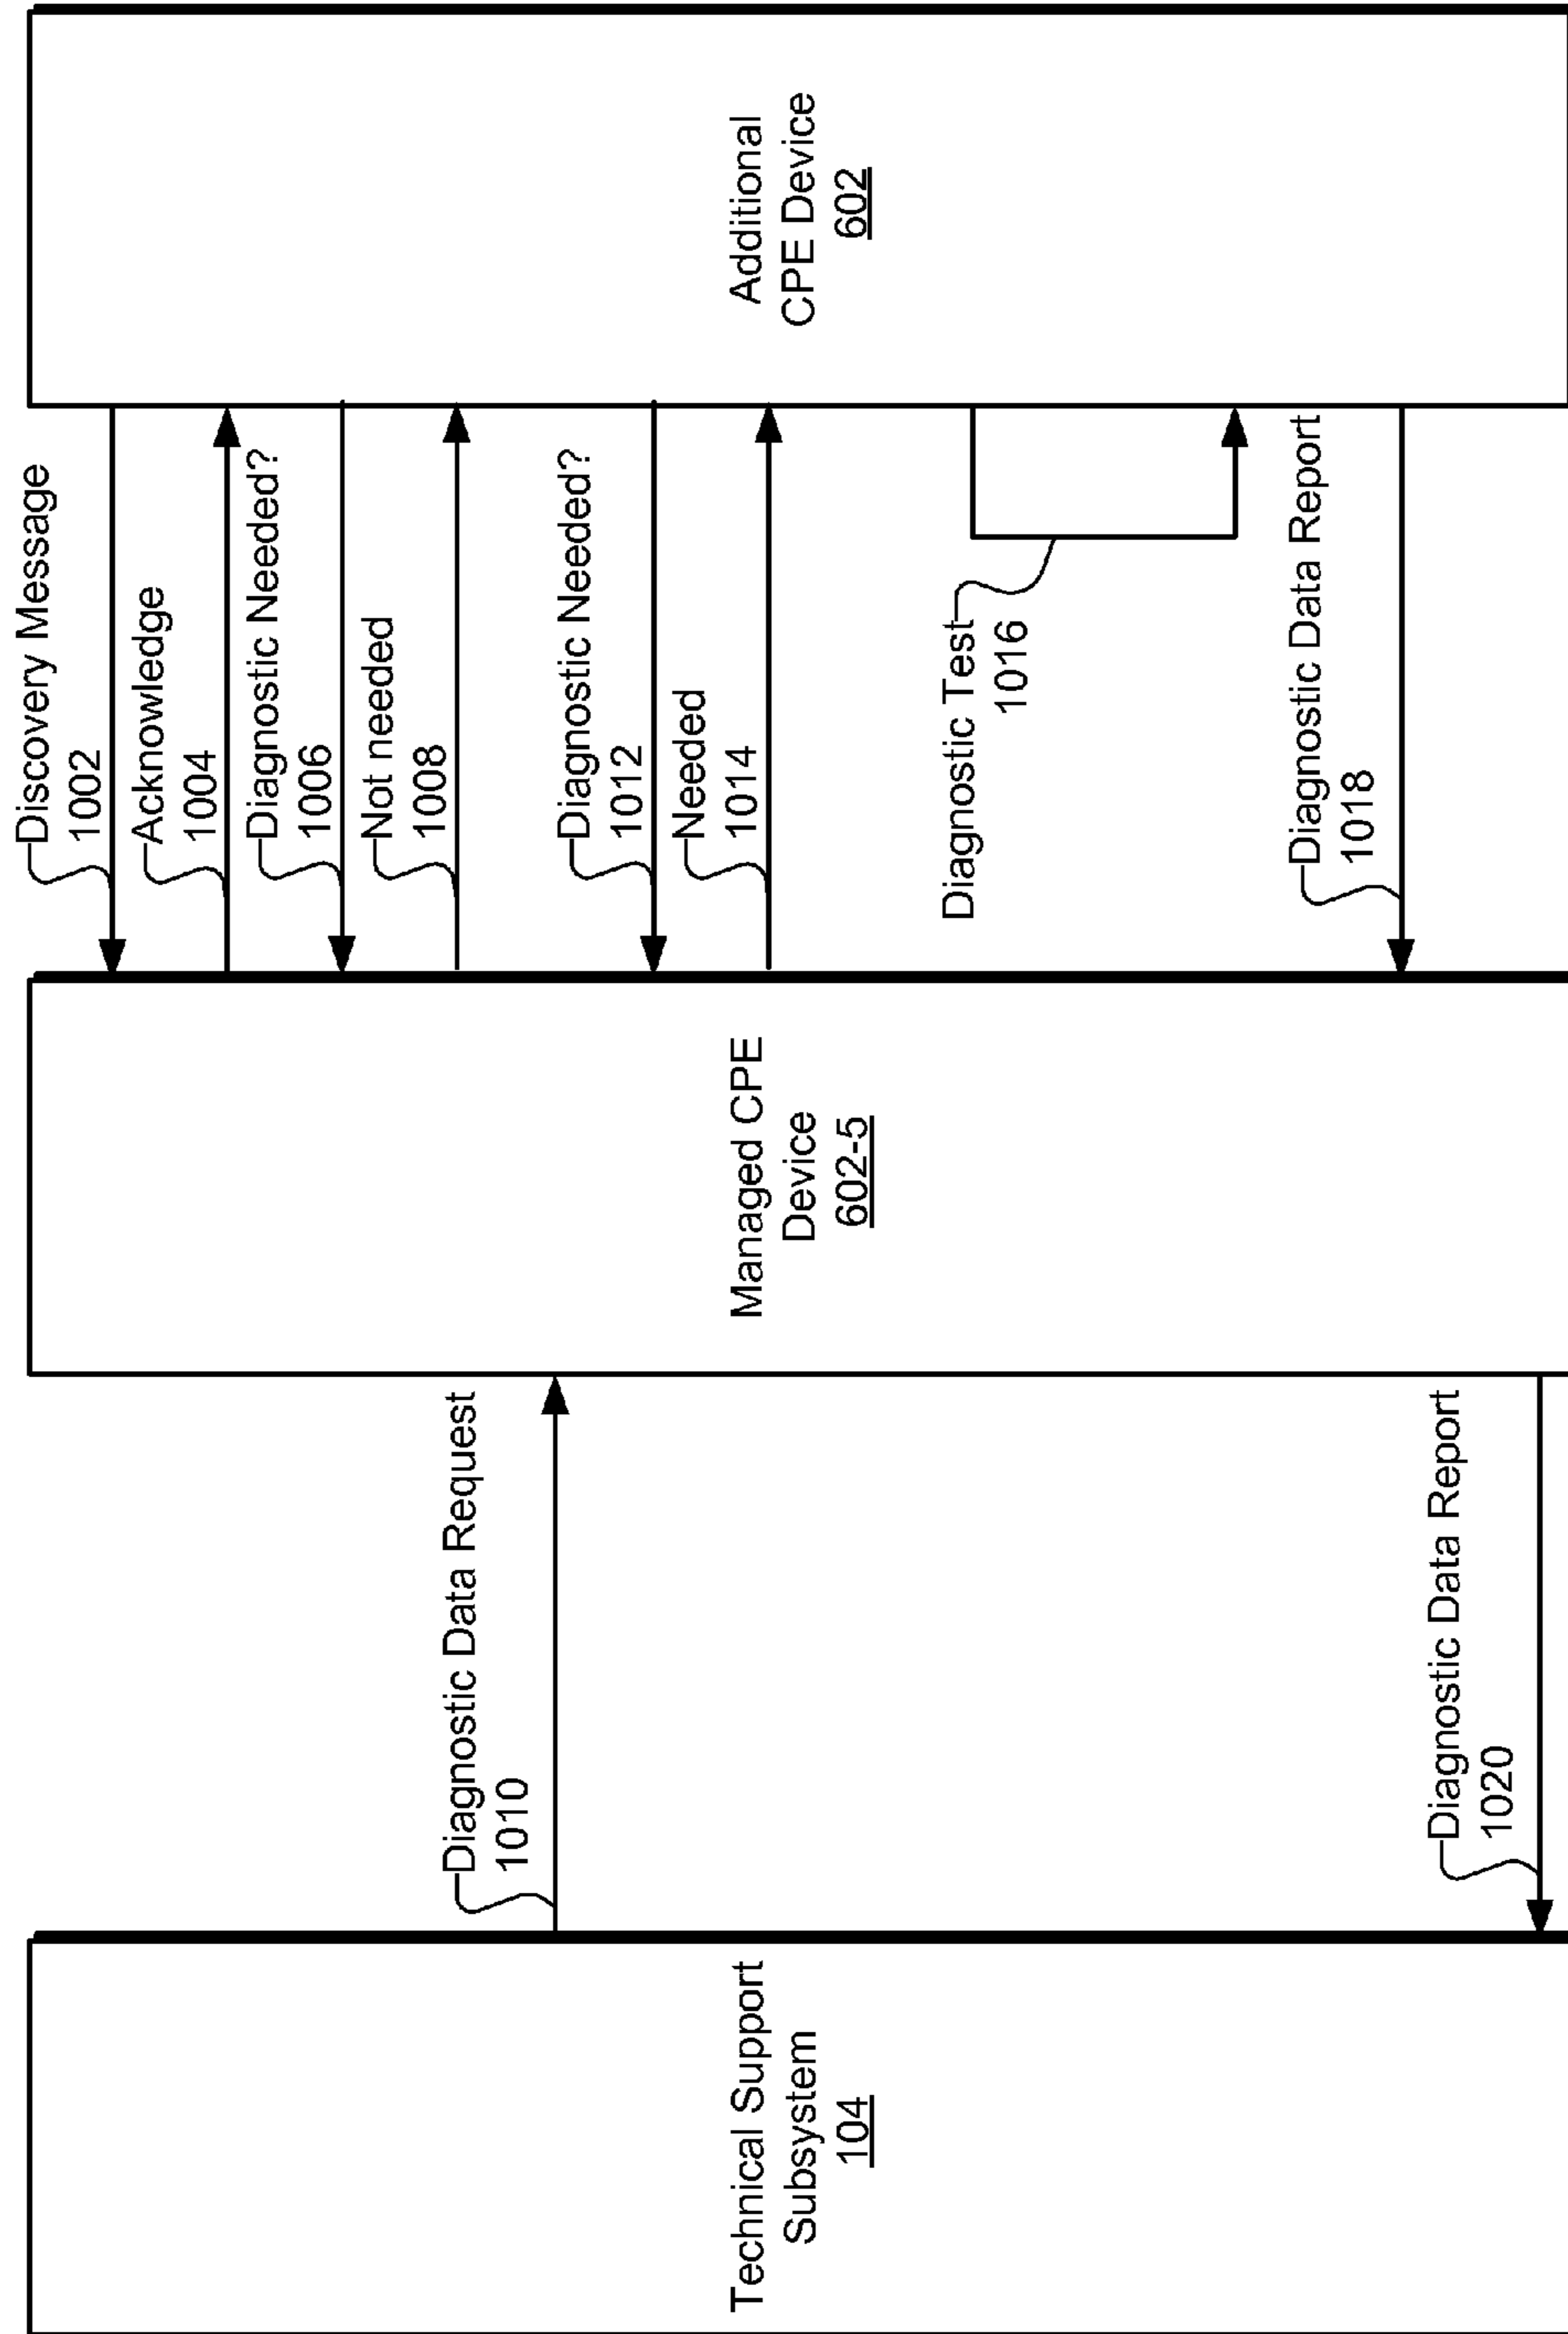 Technical Support
Subsystem
104
Managed CPE
Device
602-5
Additional
CPE Device
602
Discovery Message
1002
Acknowledge
1004
Diagnostic Needed?
1006
Not needed
1008
Diagnostic Data Request
1010
Diagnostic Needed?
1012
Needed
1014
Diagnostic Test
1016
Diagnostic Data Report
1018
Diagnostic Data Report
1020